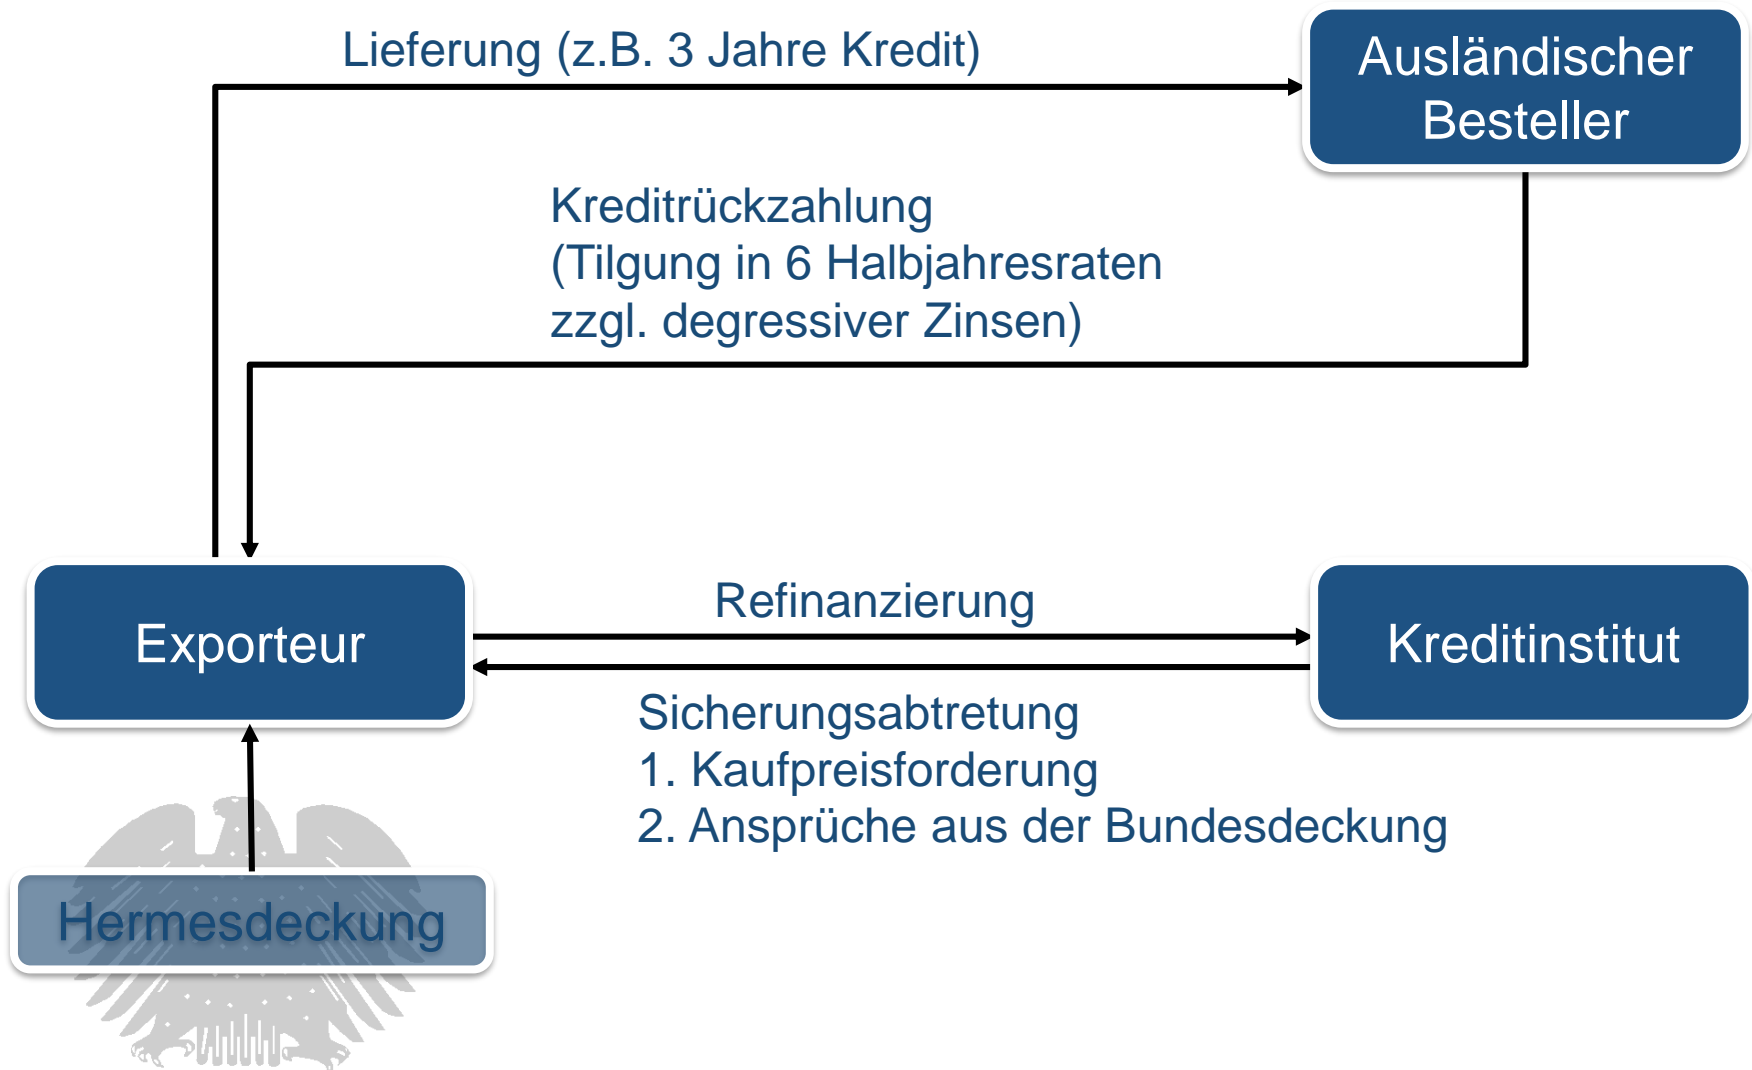 Lieferung (z.B. 3 Jahre Kredit)
Ausländischer
Besteller
Kreditrückzahlung
(Tilgung in 6 Halbjahresraten
zzgl. degressiver Zinsen)
Exporteur
Refinanzierung
Kreditinstitut
Sicherungsabtretung
1. Kaufpreisforderung
2. Ansprüche aus der Bundesdeckung
Hermesdeckung